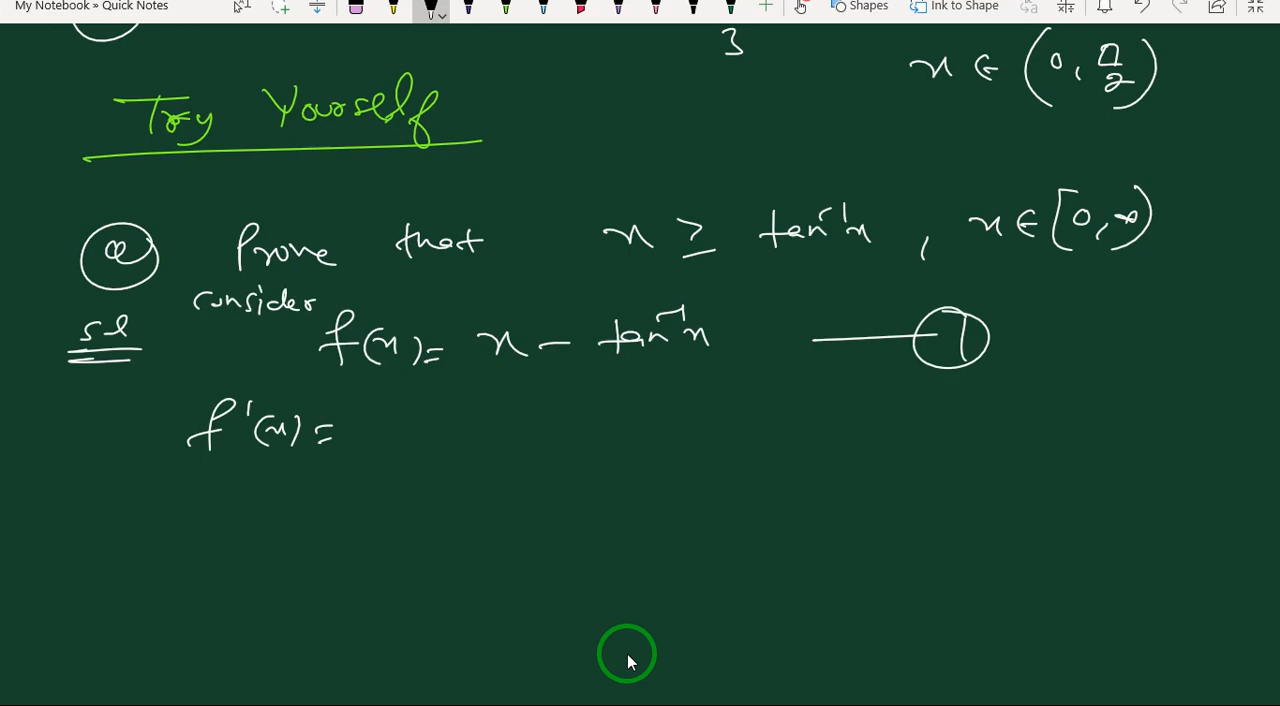 My Notebook » Quick Notes
Shapes
Ink to Shape
3
x ∈ (0, π/2)
Try Yourself
Q Prove that x ≥ tan⁻¹x , x ∈ [0, ∞)
consider
Sol f(x) = x − tan⁻¹x ——— 1
f'(x) =